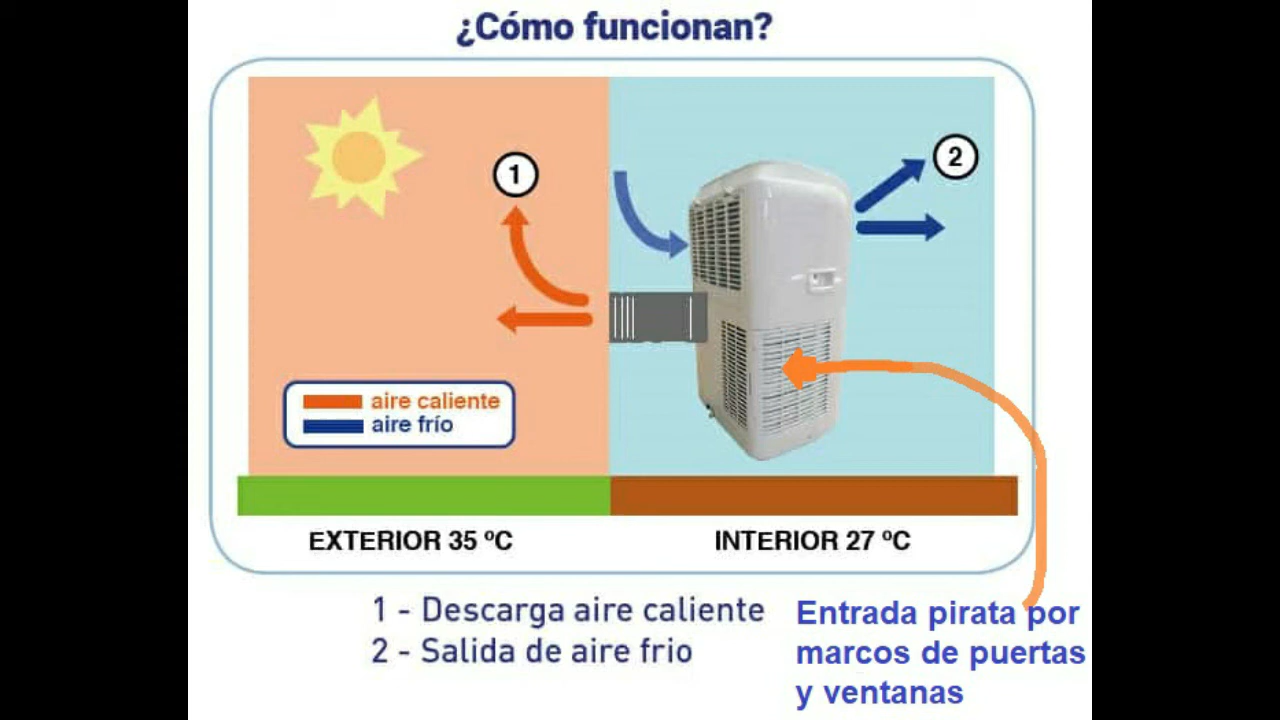 ¿Cómo funcionan?
1
2
aire caliente
aire frío
EXTERIOR 35 ºC
INTERIOR 27 ºC
1 - Descarga aire caliente
2 - Salida de aire frio
Entrada pirata por
marcos de puertas
y ventanas